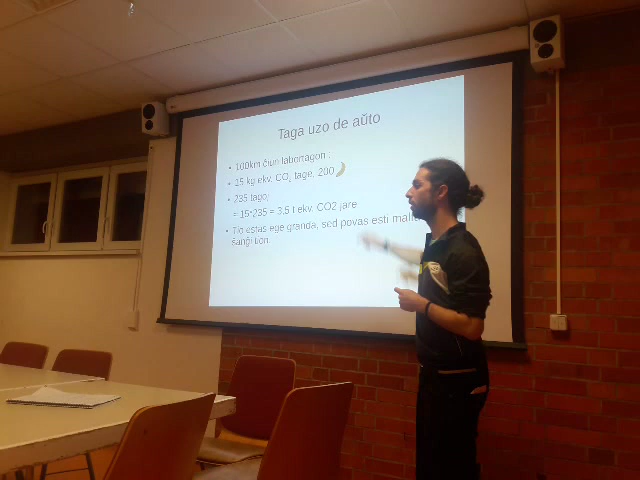 Taga uzo de aŭto
• 100km ĉiun labortagon :
• 15 kg ekv. CO₂ tage, 200
• 235 tagoj
= 15*235 = 3.5 t ekv. CO2 jare
• Tio estas ege granda, sed povas esti
ŝanĝi tion.